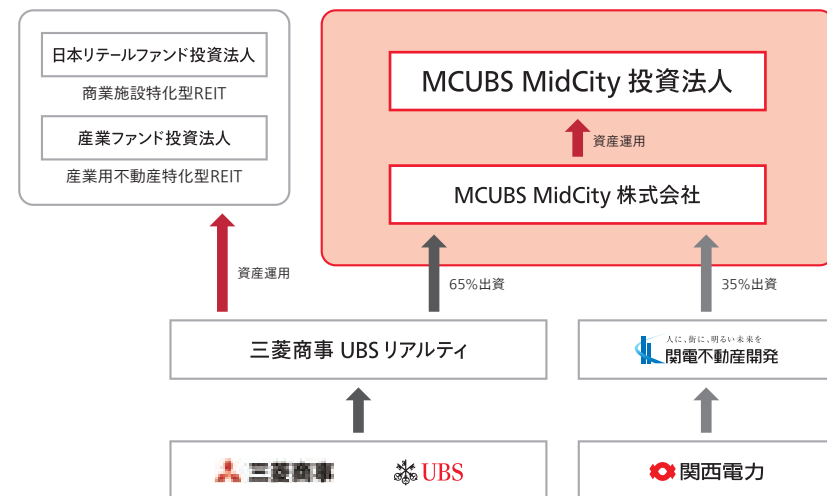 日本リテールファンド投資法人
商業施設特化型REIT
産業ファンド投資法人
産業用不動産特化型REIT
MCUBS MidCity 投資法人
資産運用
MCUBS MidCity 株式会社
資産運用
65%出資
35%出資
三菱商事 UBS リアルティ
人に、街に、明るい未来を
関電不動産開発
三菱商事
UBS
関西電力